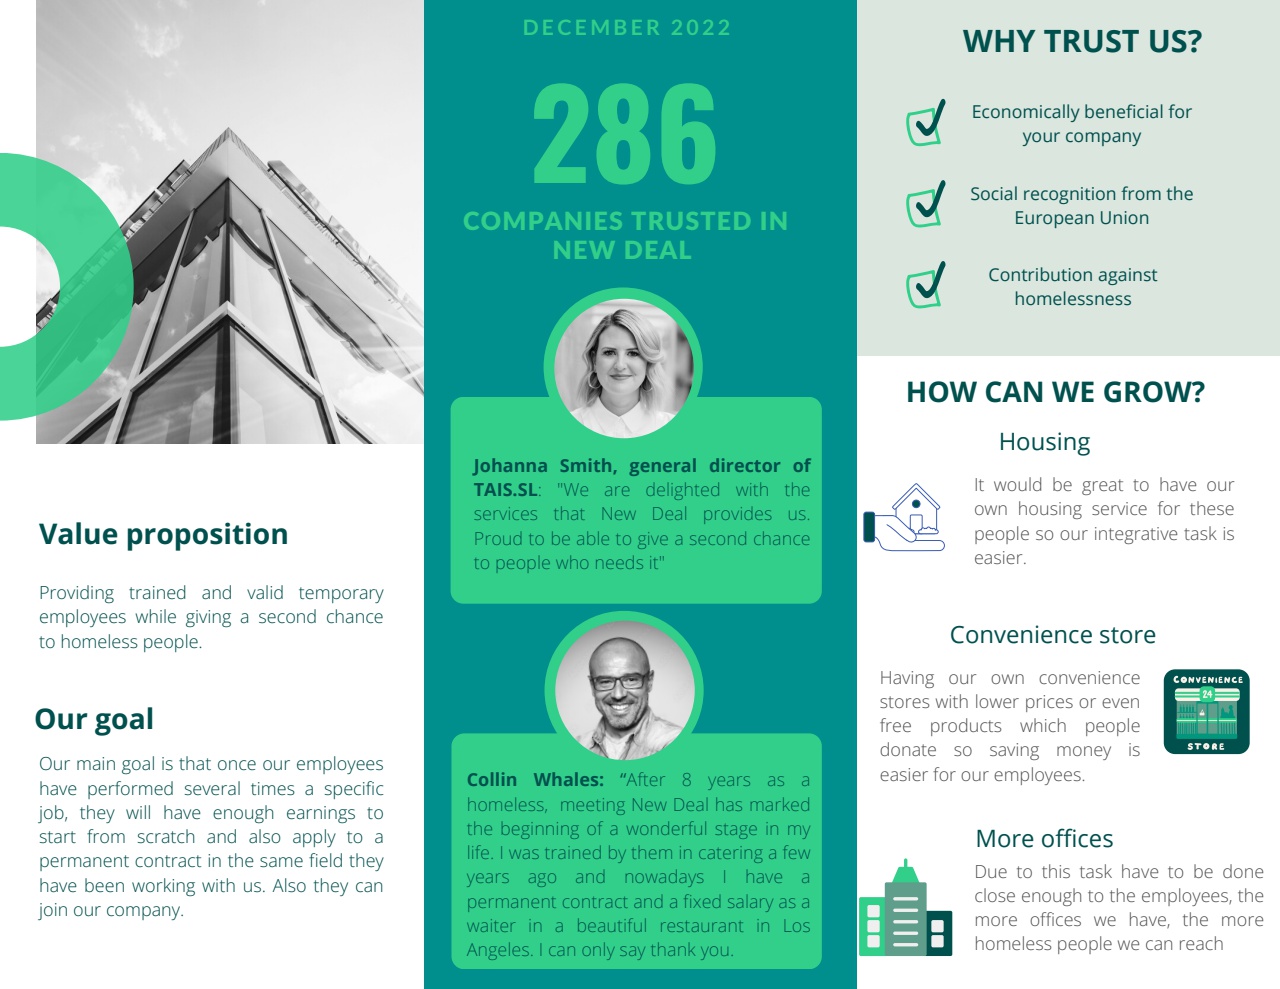 Value proposition
Providing trained and valid temporary
employees while giving a second chance
to homeless people.
Our goal
Our main goal is that once our employees
have performed several times a specific
job, they will have enough earnings to
start from scratch and also apply to a
permanent contract in the same field they
have been working with us. Also they can
join our company.
DECEMBER 2022
286
COMPANIES TRUSTED IN
NEW DEAL
Johanna Smith, general director of
TAIS.SL: "We are delighted with the
services that New Deal provides us.
Proud to be able to give a second chance
to people who needs it"
Collin Whales: “After 8 years as a
homeless, meeting New Deal has marked
the beginning of a wonderful stage in my
life. I was trained by them in catering a few
years ago and nowadays I have a
permanent contract and a fixed salary as a
waiter in a beautiful restaurant in Los
Angeles. I can only say thank you.
WHY TRUST US?
Economically beneficial for
your company
Social recognition from the
European Union
Contribution against
homelessness
HOW CAN WE GROW?
Housing
It would be great to have our
own housing service for these
people so our integrative task is
easier.
Convenience store
Having our own convenience
stores with lower prices or even
free products which people
donate so saving money is
easier for our employees.
CONVENIENCE
24
STORE
More offices
Due to this task have to be done
close enough to the employees, the
more offices we have, the more
homeless people we can reach